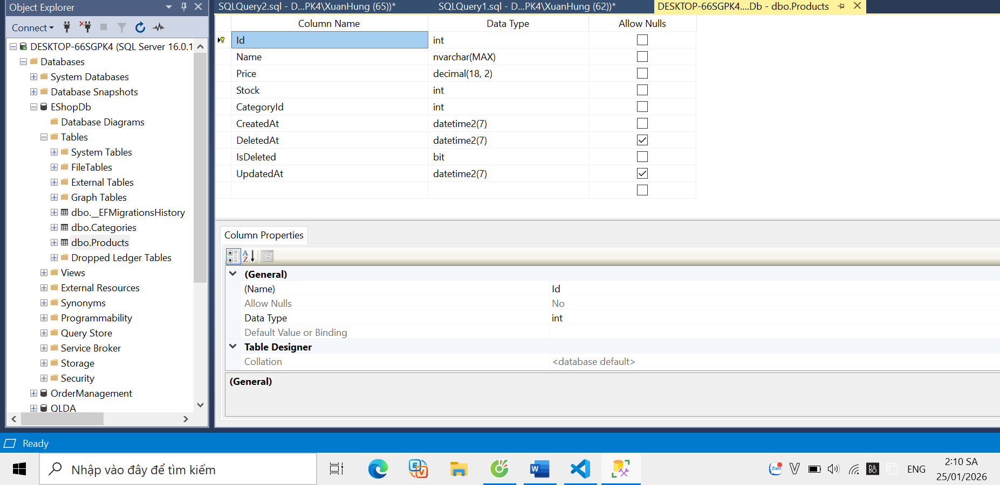 Object Explorer
Connect
DESKTOP-66SGPK4 (SQL Server 16.0.1
Databases
System Databases
Database Snapshots
EShopDb
Database Diagrams
Tables
System Tables
FileTables
External Tables
Graph Tables
dbo.__EFMigrationsHistory
dbo.Categories
dbo.Products
Dropped Ledger Tables
Views
External Resources
Synonyms
Programmability
Query Store
Service Broker
Storage
Security
OrderManagement
QLDA
SQLQuery2.sql - D...PK4\XuanHung (65))* SQLQuery1.sql - D...PK4\XuanHung (62))* DESKTOP-66SGPK4....Db - dbo.Products
Column Name Data Type Allow Nulls
Id int
Name nvarchar(MAX)
Price decimal(18, 2)
Stock int
CategoryId int
CreatedAt datetime2(7)
DeletedAt datetime2(7)
IsDeleted bit
UpdatedAt datetime2(7)
Column Properties
(General)
(Name) Id
Allow Nulls No
Data Type int
Default Value or Binding
Table Designer
Collation <database default>
(General)
Ready
Nhập vào đây để tìm kiếm
ENG
2:10 SA
25/01/2026